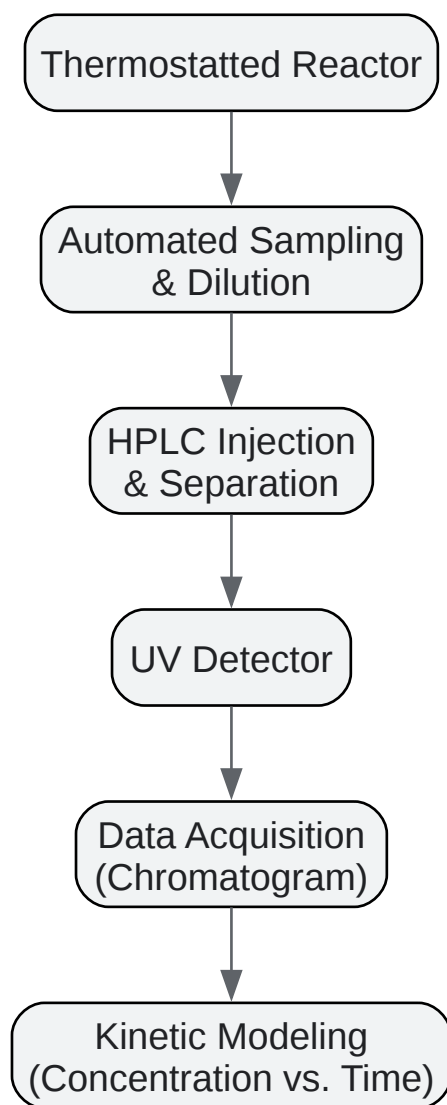 Thermostatted Reactor
Automated Sampling
& Dilution
HPLC Injection
& Separation
UV Detector
Data Acquisition
(Chromatogram)
Kinetic Modeling
(Concentration vs. Time)